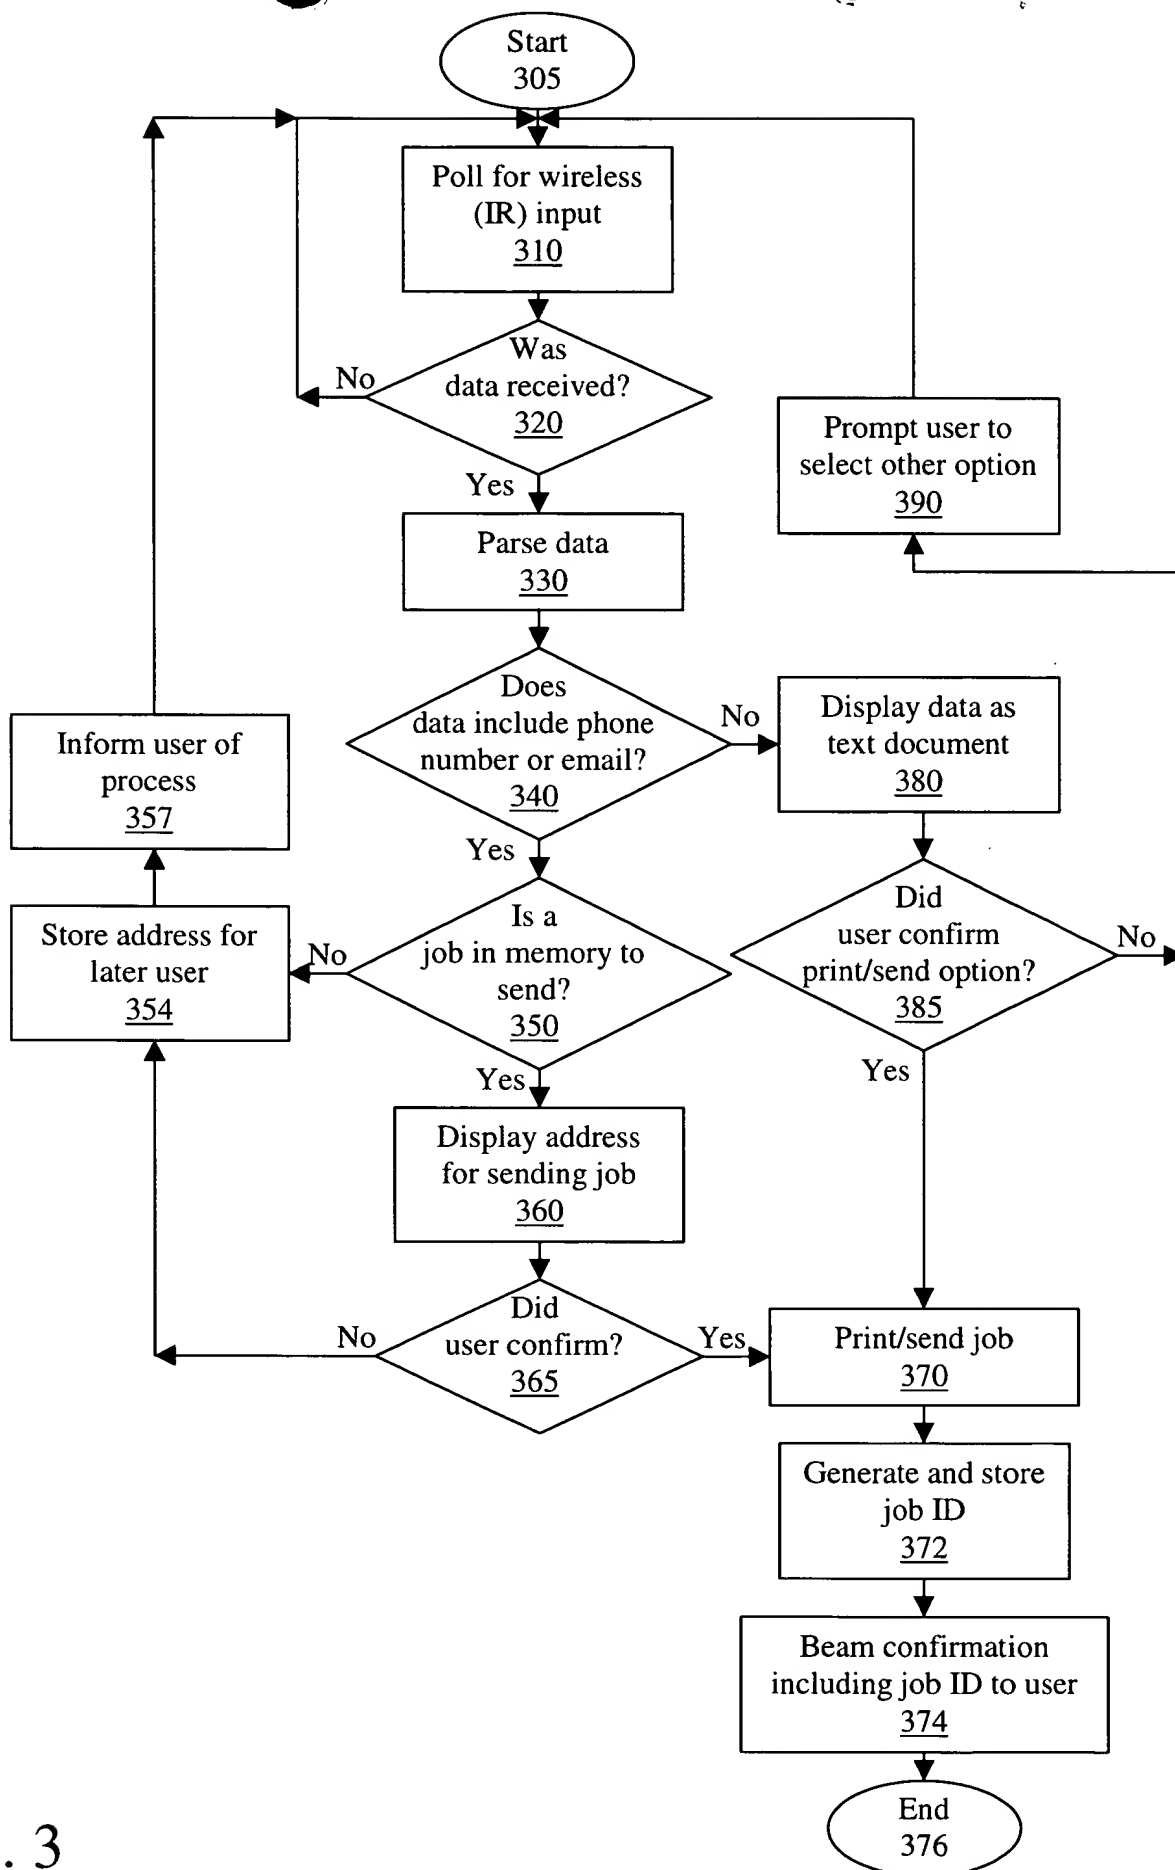 Start
305
Poll for wireless
(IR) input
310
Was
data received?
320
No
Yes
Prompt user to
select other option
390
Parse data
330
Does
data include phone
number or email?
340
No
Yes
Display data as
text document
380
Inform user of
process
357
Is a
job in memory to
send?
350
No
Yes
Store address for
later user
354
Did
user confirm
print/send option?
385
No
Yes
Display address
for sending job
360
Did
user confirm?
365
No
Yes
Print/send job
370
Generate and store
job ID
372
Beam confirmation
including job ID to user
374
End
376
. 3